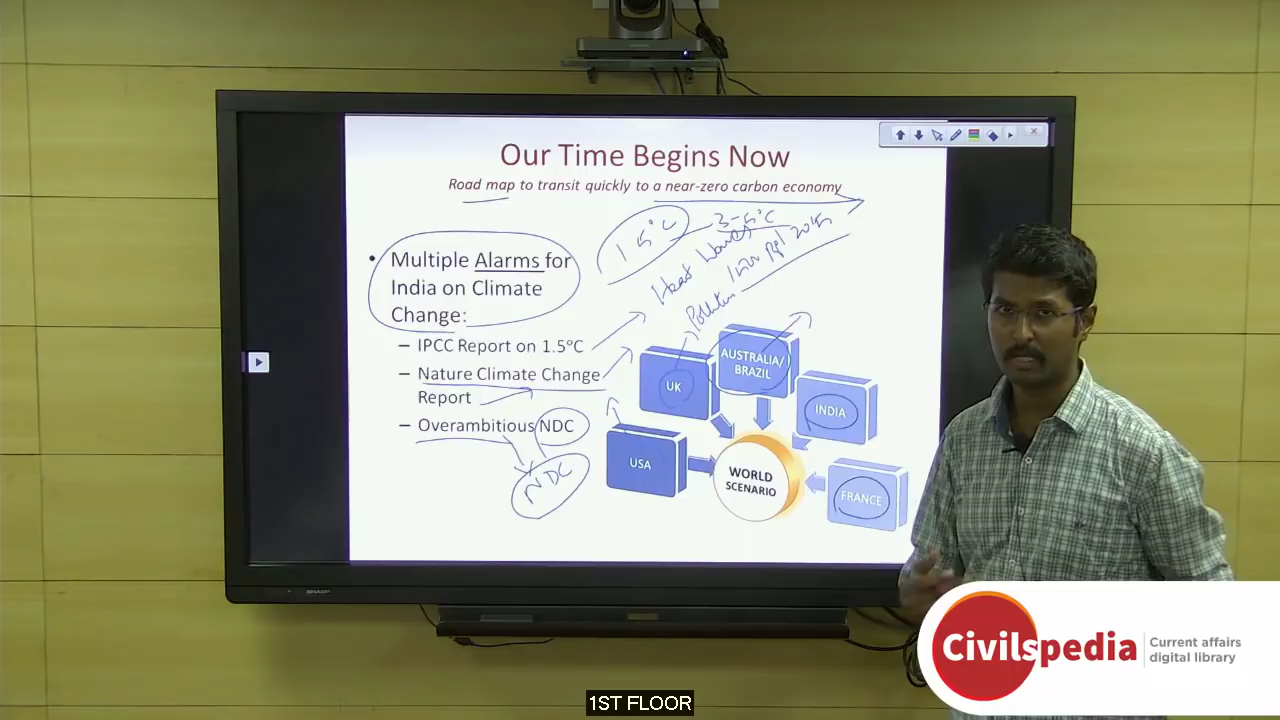 Our Time Begins Now
Road map to transit quickly to a near-zero carbon economy
1.5°C
3-5°C
Heat Waves
Pollution
• Multiple Alarms for
India on Climate
Change:
– IPCC Report on 1.5°C
– Nature Climate Change
Report
– Overambitious NDC
NDC
AUSTRALIA/
BRAZIL
UK
INDIA
USA
WORLD
SCENARIO
FRANCE
SHARP
Civilspedia
Current affairs
digital library
1ST FLOOR